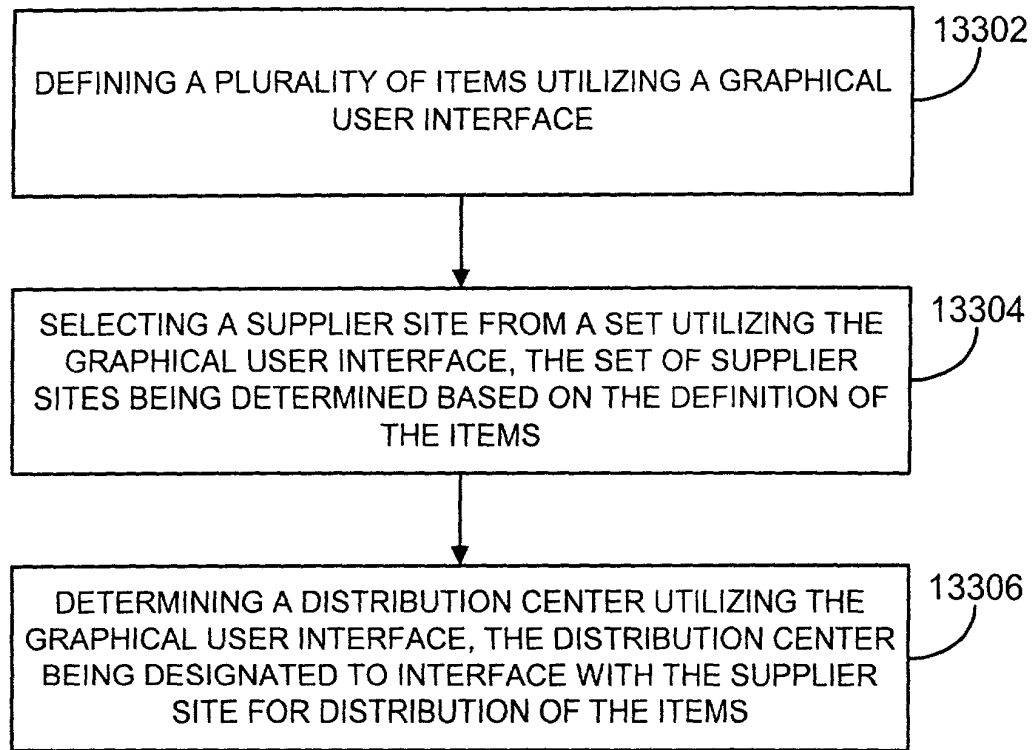 13302
DEFINING A PLURALITY OF ITEMS UTILIZING A GRAPHICAL
USER INTERFACE
13304
SELECTING A SUPPLIER SITE FROM A SET UTILIZING THE
GRAPHICAL USER INTERFACE, THE SET OF SUPPLIER
SITES BEING DETERMINED BASED ON THE DEFINITION OF
THE ITEMS
13306
DETERMINING A DISTRIBUTION CENTER UTILIZING THE
GRAPHICAL USER INTERFACE, THE DISTRIBUTION CENTER
BEING DESIGNATED TO INTERFACE WITH THE SUPPLIER
SITE FOR DISTRIBUTION OF THE ITEMS